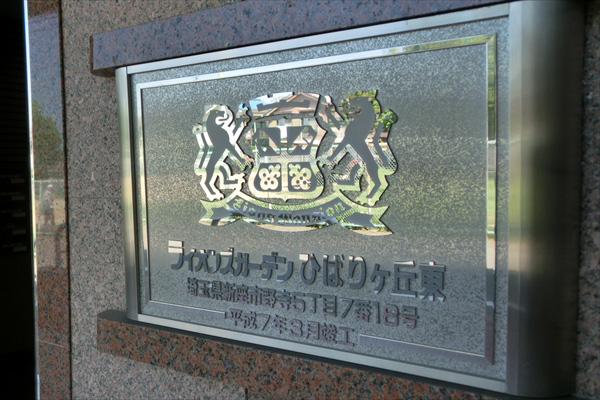 ライオンズガーデン ひばりヶ丘東
埼玉県新座市野寺5丁目7番18号
平成7年3月竣工